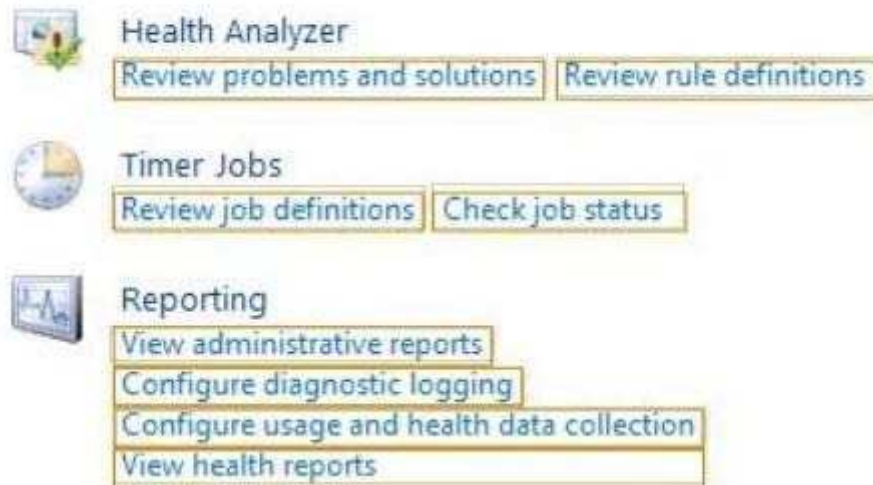 Health Analyzer
Review problems and solutions Review rule definitions
Timer Jobs
Review job definitions Check job status
Reporting
View administrative reports
Configure diagnostic logging
Configure usage and health data collection
View health reports